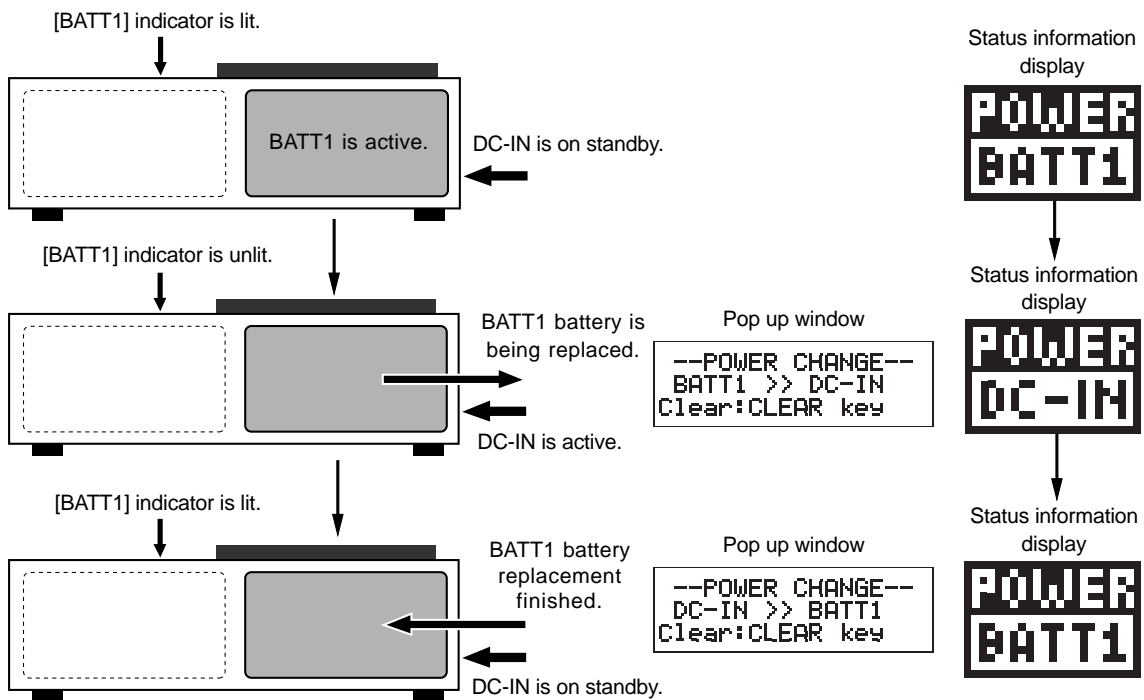 [BATT1] indicator is lit.
BATT1 is active.
DC-IN is on standby.
Status information
display
POWER
BATT1
[BATT1] indicator is unlit.
BATT1 battery is
being replaced.
DC-IN is active.
Pop up window
--POWER CHANGE--
BATT1 >> DC-IN
Clear:CLEAR key
Status information
display
POWER
DC-IN
[BATT1] indicator is lit.
BATT1 battery
replacement
finished.
DC-IN is on standby.
Pop up window
--POWER CHANGE--
DC-IN >> BATT1
Clear:CLEAR key
Status information
display
POWER
BATT1